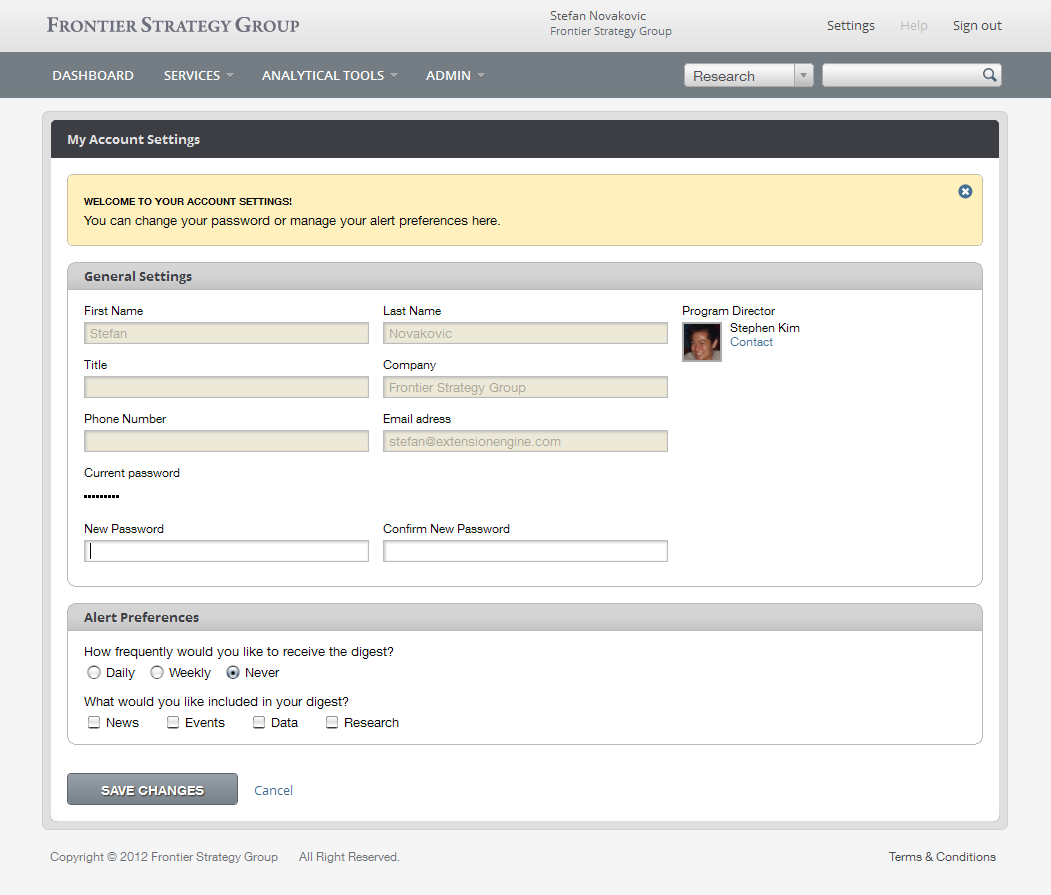 FRONTIER STRATEGY GROUP
Stefan Novakovic
Frontier Strategy Group
Settings Help Sign out
DASHBOARD SERVICES ANALYTICAL TOOLS ADMIN Research
My Account Settings
WELCOME TO YOUR ACCOUNT SETTINGS!
You can change your password or manage your alert preferences here.
General Settings
First Name Last Name Program Director
Stefan Novakovic Stephen Kim
Contact
Title Company
Frontier Strategy Group
Phone Number Email adress
stefan@extensionengine.com
Current password
•••••••••
New Password Confirm New Password
Alert Preferences
How frequently would you like to receive the digest?
Daily Weekly Never
What would you like included in your digest?
News Events Data Research
SAVE CHANGES Cancel
Copyright © 2012 Frontier Strategy Group All Right Reserved. Terms & Conditions